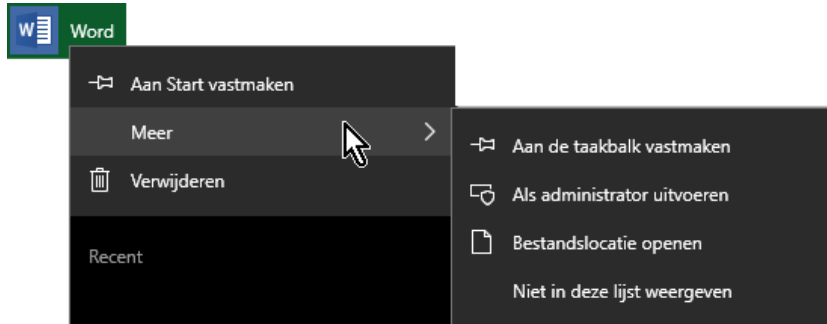 W Word
Aan Start vastmaken
Meer
Verwijderen
Recent
Aan de taakbalk vastmaken
Als administrator uitvoeren
Bestandslocatie openen
Niet in deze lijst weergeven